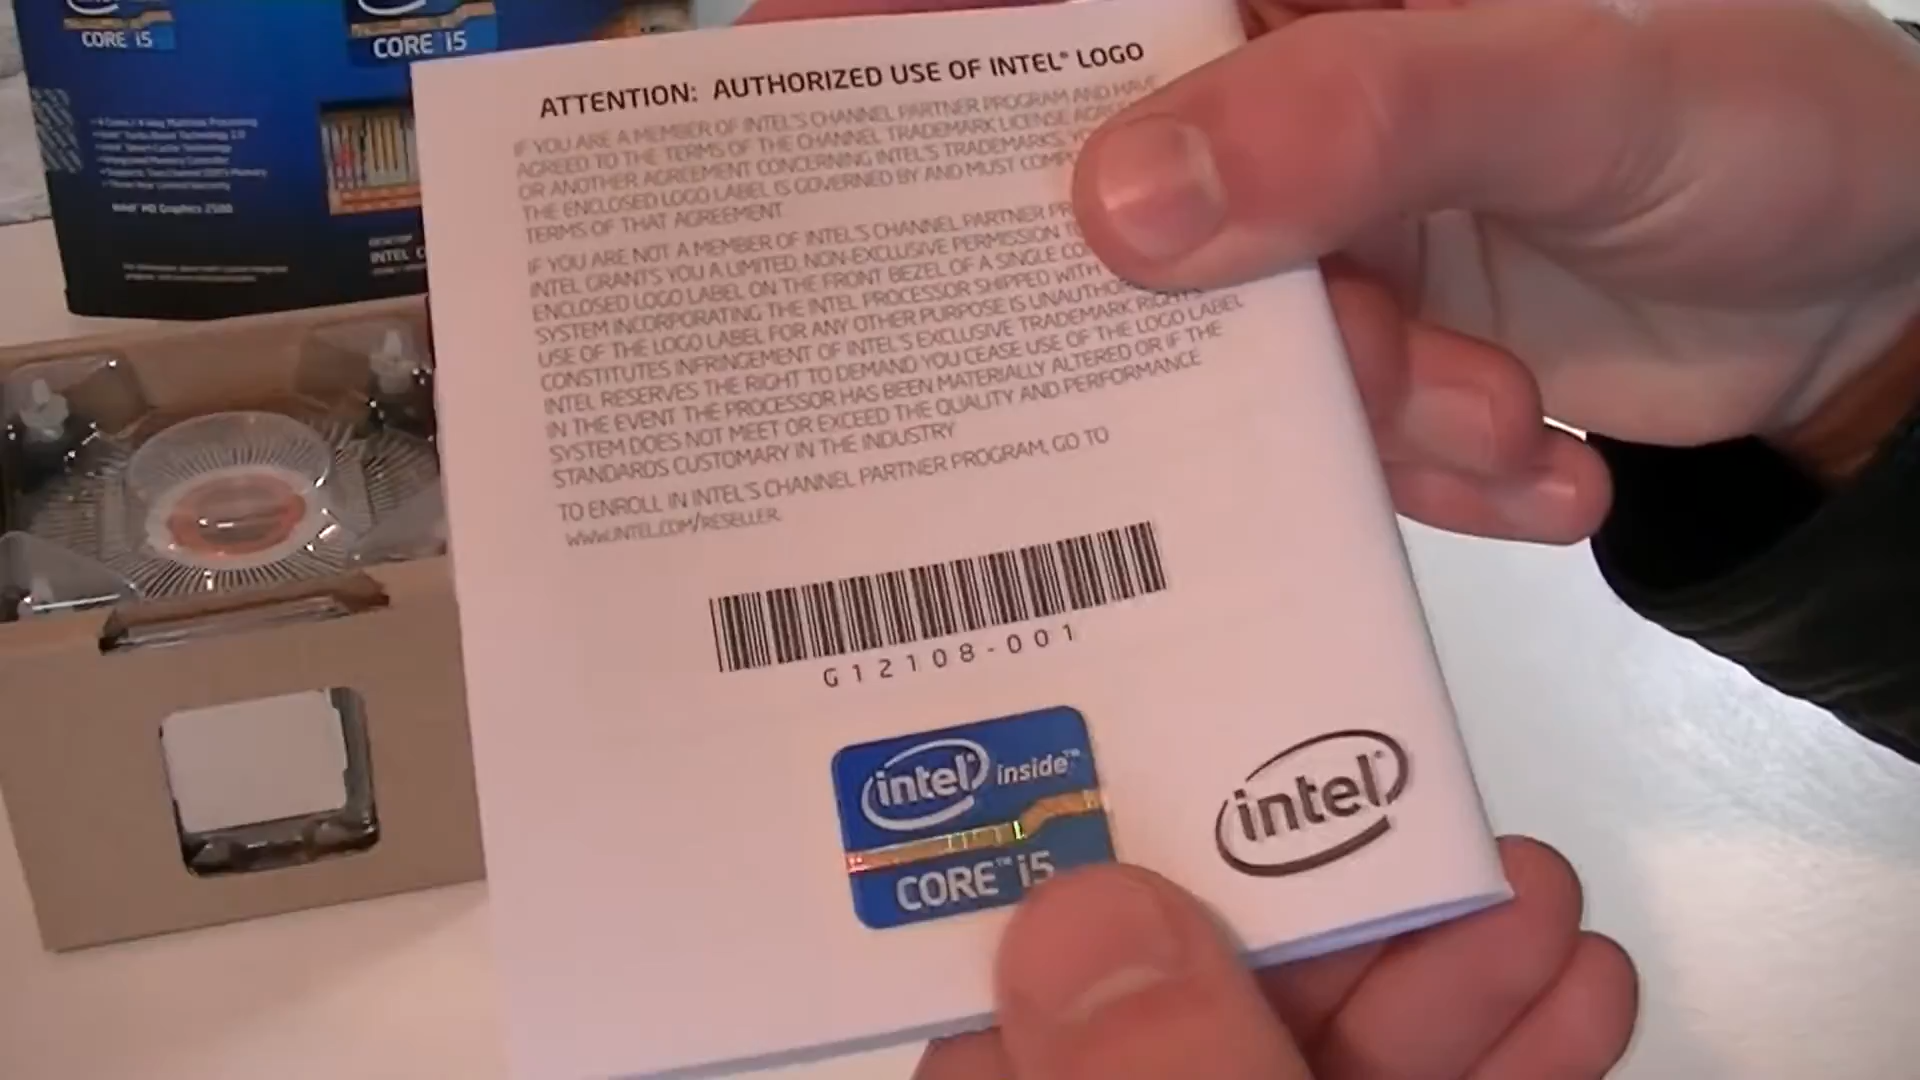 CORE i5
CORE i5
Intel® HD Graphics 2500
INTEL
ATTENTION: AUTHORIZED USE OF INTEL® LOGO
IF YOU ARE A MEMBER OF INTEL'S CHANNEL PARTNER PROGRAM AND HAVE
AGREED TO THE TERMS OF THE CHANNEL TRADEMARK LICENSE
OR ANOTHER AGREEMENT CONCERNING INTEL'S TRADEMARKS,
THE ENCLOSED LOGO LABEL IS GOVERNED BY AND MUST
TERMS OF THAT AGREEMENT.
IF YOU ARE NOT A MEMBER OF INTEL'S CHANNEL PARTNER
INTEL GRANTS YOU A LIMITED, NON-EXCLUSIVE PERMISSION
ENCLOSED LOGO LABEL ON THE FRONT BEZEL OF A SINGLE
SYSTEM INCORPORATING THE INTEL PROCESSOR SHIPPED WITH
USE OF THE LOGO LABEL FOR ANY OTHER PURPOSE IS
CONSTITUTES INFRINGEMENT OF INTEL'S EXCLUSIVE TRADEMARK
INTEL RESERVES THE RIGHT TO DEMAND YOU CEASE USE OF THE LOGO LABEL
IN THE EVENT THE PROCESSOR HAS BEEN MATERIALLY ALTERED OR IF THE
SYSTEM DOES NOT MEET OR EXCEED THE QUALITY AND PERFORMANCE
STANDARDS CUSTOMARY IN THE INDUSTRY
TO ENROLL IN INTEL'S CHANNEL PARTNER PROGRAM, GO TO
WWW.INTEL.COM/RESELLER.
G12108-001
intel inside™
CORE™ i5
intel®